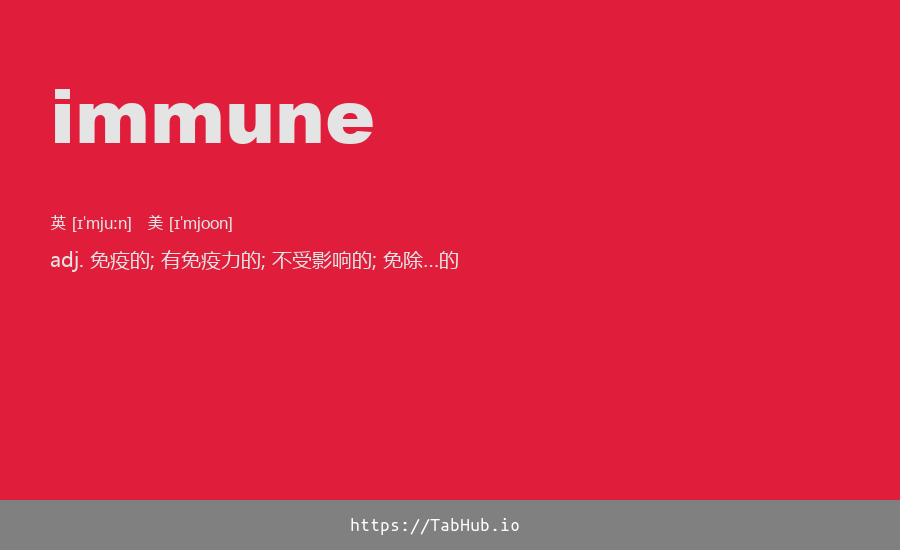 immune
英 [ɪ'mjuːn] 美 [ɪ'mjoon]
adj. 免疫的; 有免疫力的; 不受影响的; 免除...的
https://TabHub.io